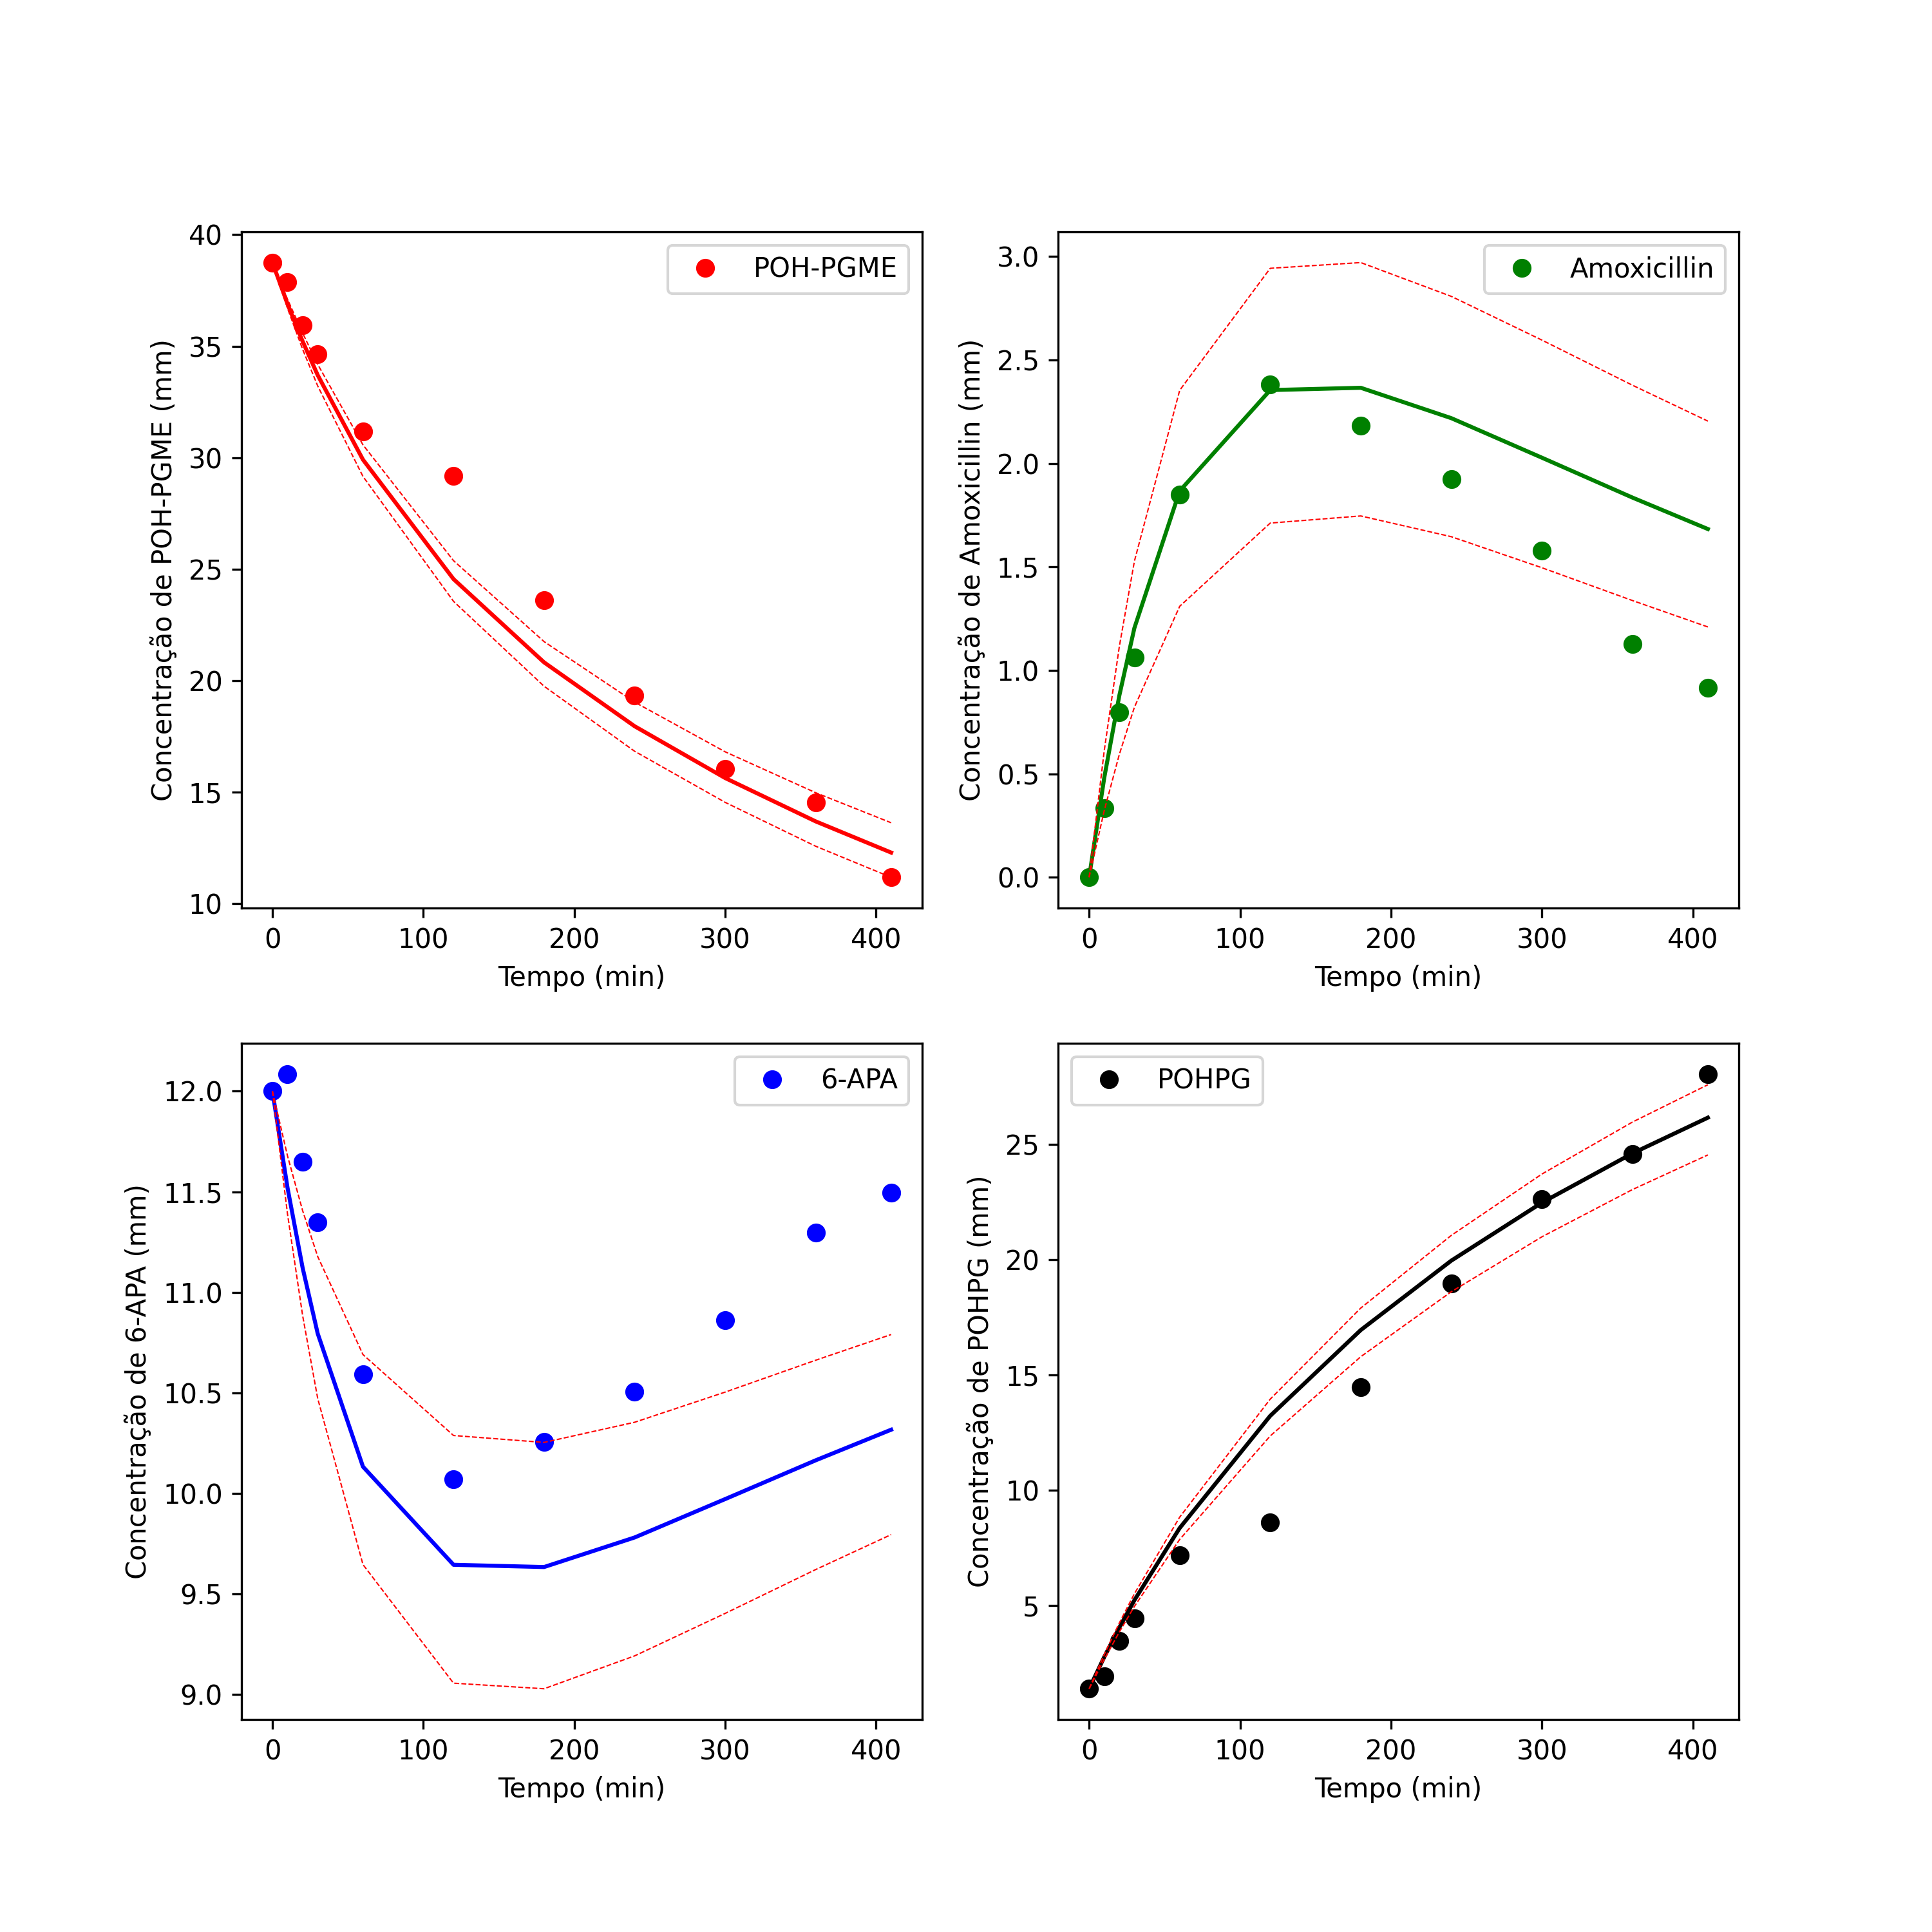 POH-PGME
Concentração de POH-PGME (mm)
40
35
30
25
20
15
10
0 100 200 300 400
Tempo (min)
Amoxicillin
Concentração de Amoxicillin (mm)
3.0
2.5
2.0
1.5
1.0
0.5
0.0
0 100 200 300 400
Tempo (min)
6-APA
Concentração de 6-APA (mm)
12.0
11.5
11.0
10.5
10.0
9.5
9.0
0 100 200 300 400
Tempo (min)
POHPG
Concentração de POHPG (mm)
25
20
15
10
5
0 100 200 300 400
Tempo (min)